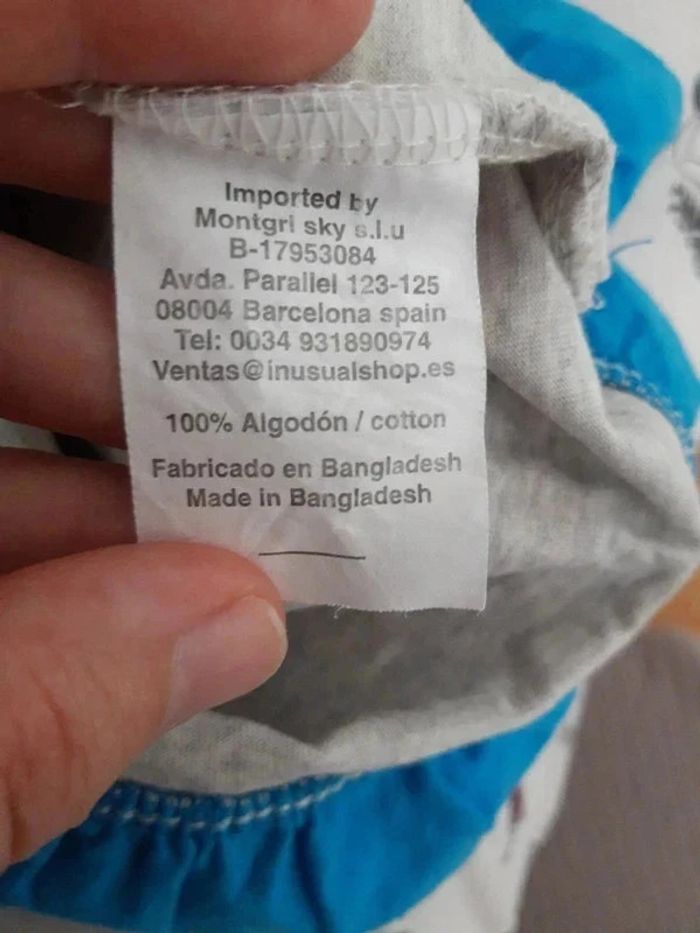 Imported by
Montgri sky s.l.u
B-17953084
Avda. Parallel 123-125
08004 Barcelona spain
Tel: 0034 931890974
Ventas@inusualshop.es
100% Algodón / cotton
Fabricado en Bangladesh
Made in Bangladesh